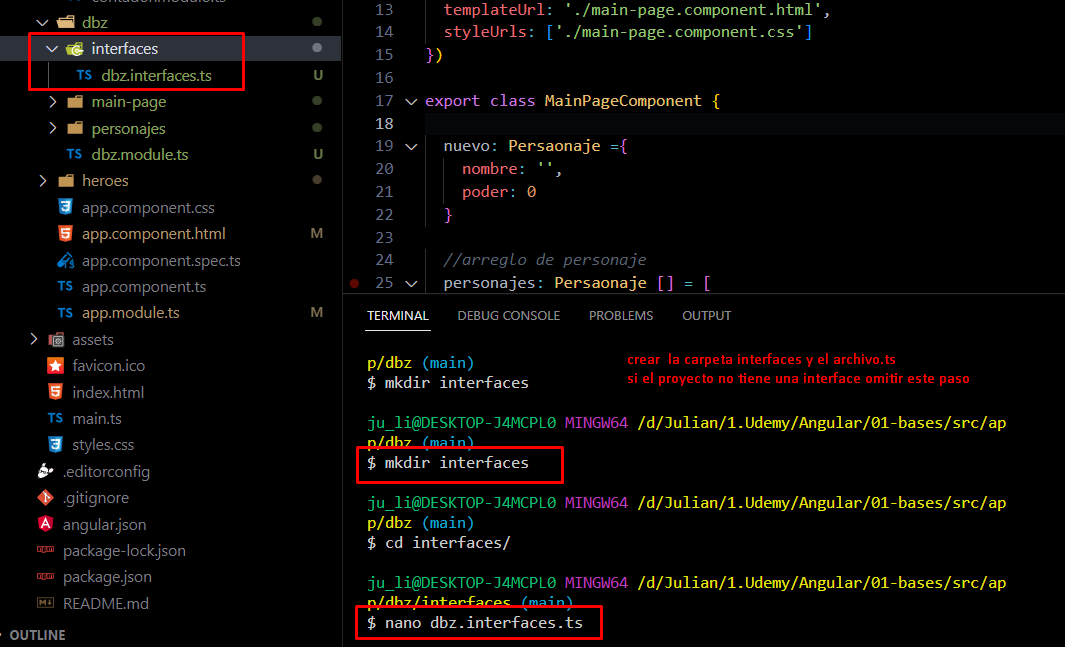 contador.module.ts
dbz
interfaces
TS dbz.interfaces.ts U
main-page
personajes
TS dbz.module.ts U
heroes
app.component.css
app.component.html M
app.component.spec.ts
TS app.component.ts
TS app.module.ts M
assets
favicon.ico
index.html
TS main.ts
styles.css
.editorconfig
.gitignore
angular.json
package-lock.json
package.json
README.md
OUTLINE
13 templateUrl: './main-page.component.html',
14 styleUrls: ['./main-page.component.css']
15 })
16
17 export class MainPageComponent {
18
19 nuevo: Persaonaje ={
20 nombre: '',
21 poder: 0
22 }
23
24 //arreglo de personaje
25 personajes: Persaonaje [] = [
TERMINAL DEBUG CONSOLE PROBLEMS OUTPUT
p/dbz (main)
$ mkdir interfaces
crear la carpeta interfaces y el archivo.ts
si el proyecto no tiene una interface omitir este paso
ju_li@DESKTOP-J4MCPL0 MINGW64 /d/Julian/1.Udemy/Angular/01-bases/src/ap
p/dbz (main)
$ mkdir interfaces
ju_li@DESKTOP-J4MCPL0 MINGW64 /d/Julian/1.Udemy/Angular/01-bases/src/ap
p/dbz (main)
$ cd interfaces/
ju_li@DESKTOP-J4MCPL0 MINGW64 /d/Julian/1.Udemy/Angular/01-bases/src/ap
p/dbz/interfaces (main)
$ nano dbz.interfaces.ts